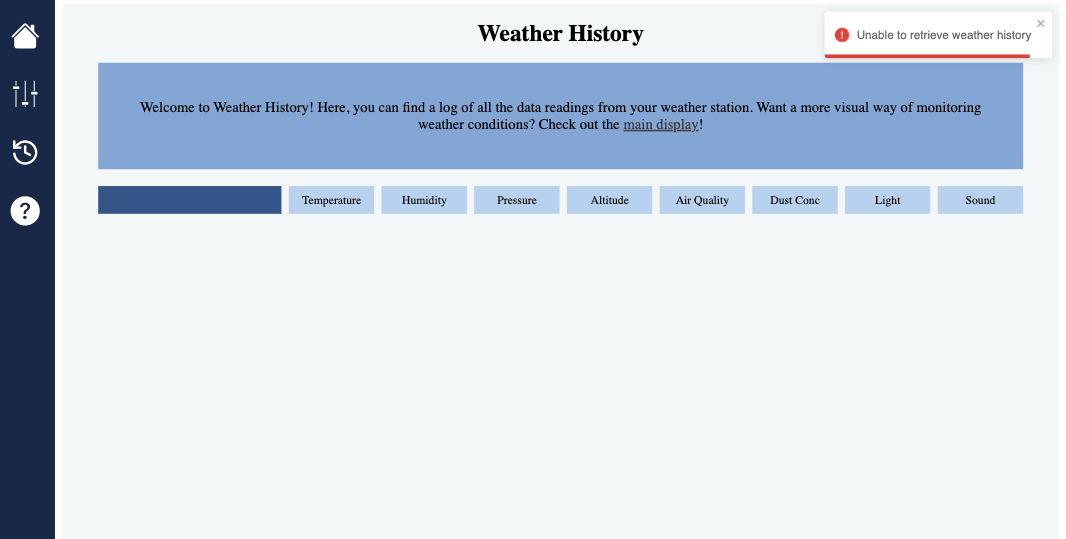 Weather History
Unable to retrieve weather history
Welcome to Weather History! Here, you can find a log of all the data readings from your weather station. Want a more visual way of monitoring
weather conditions? Check out the main display!
Temperature Humidity Pressure Altitude Air Quality Dust Conc Light Sound